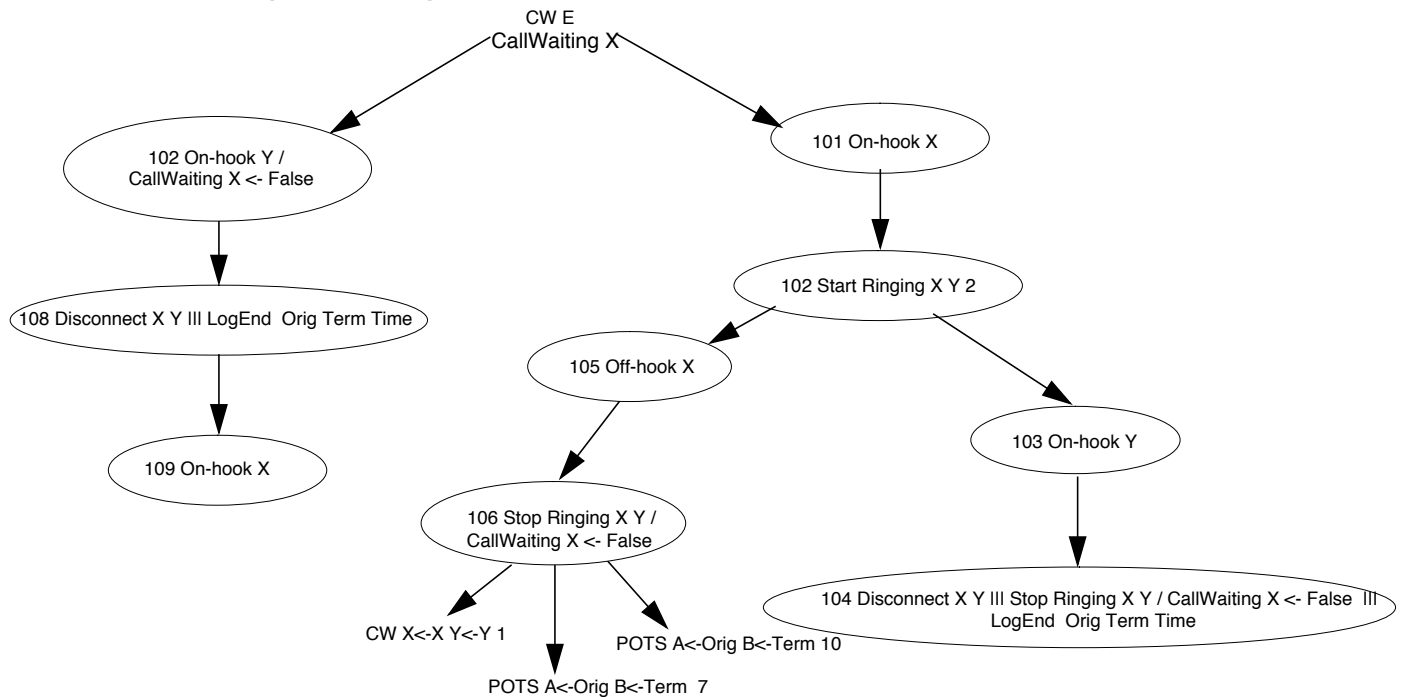 CW E
CallWaiting X
102 On-hook Y /
CallWaiting X <- False
101 On-hook X
102 Start Ringing X Y 2
108 Disconnect X Y ||| LogEnd Orig Term Time
105 Off-hook X
103 On-hook Y
109 On-hook X
106 Stop Ringing X Y /
CallWaiting X <- False
104 Disconnect X Y ||| Stop Ringing X Y / CallWaiting X <- False |||
LogEnd Orig Term Time
CW X<-X Y<-Y 1
POTS A<-Orig B<-Term 10
POTS A<-Orig B<-Term 7